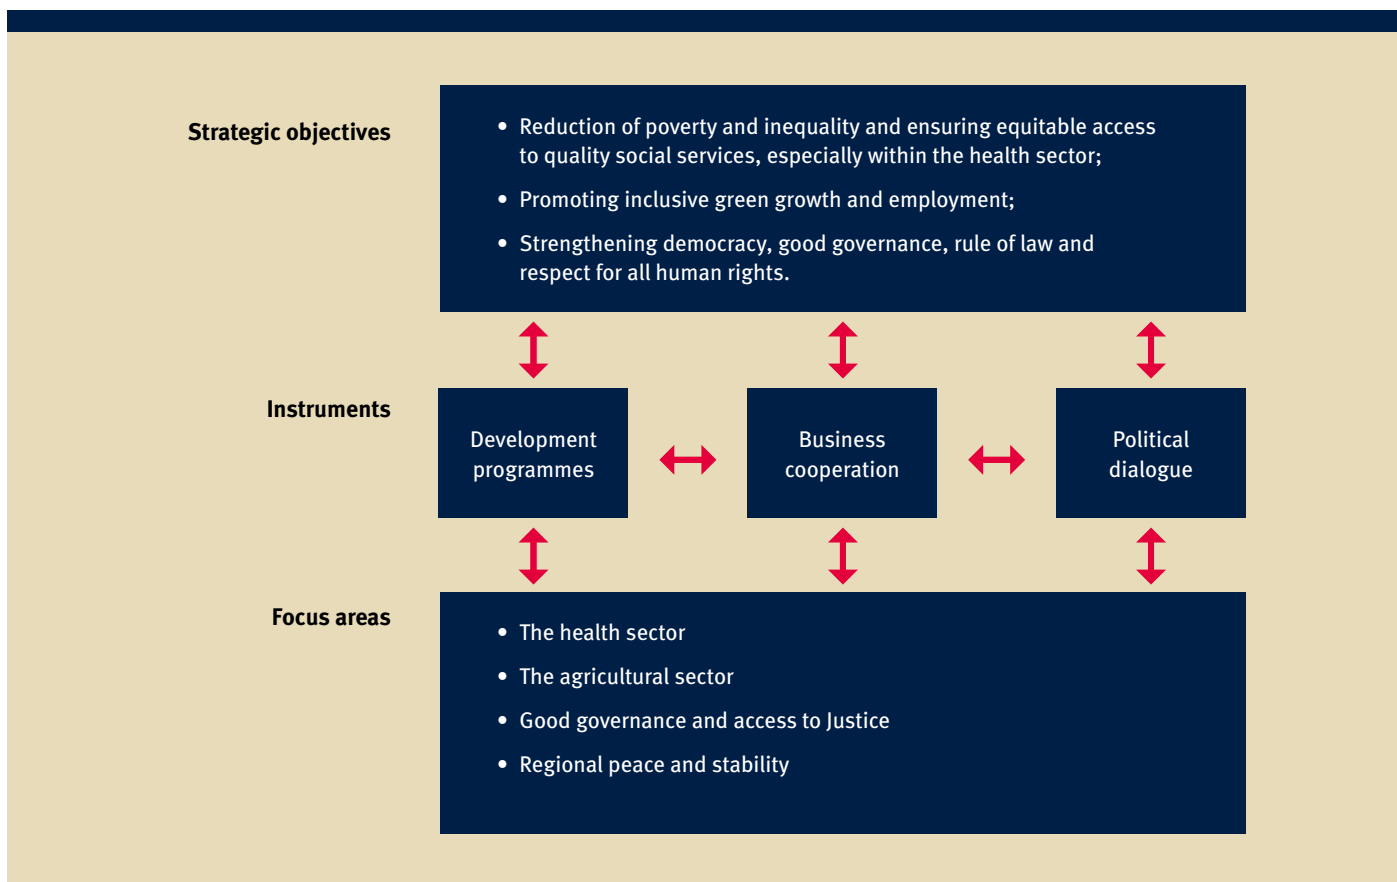 Strategic objectives
• Reduction of poverty and inequality and ensuring equitable access
to quality social services, especially within the health sector;
• Promoting inclusive green growth and employment;
• Strengthening democracy, good governance, rule of law and
respect for all human rights.
Instruments
Development
programmes
Business
cooperation
Political
dialogue
Focus areas
• The health sector
• The agricultural sector
• Good governance and access to Justice
• Regional peace and stability